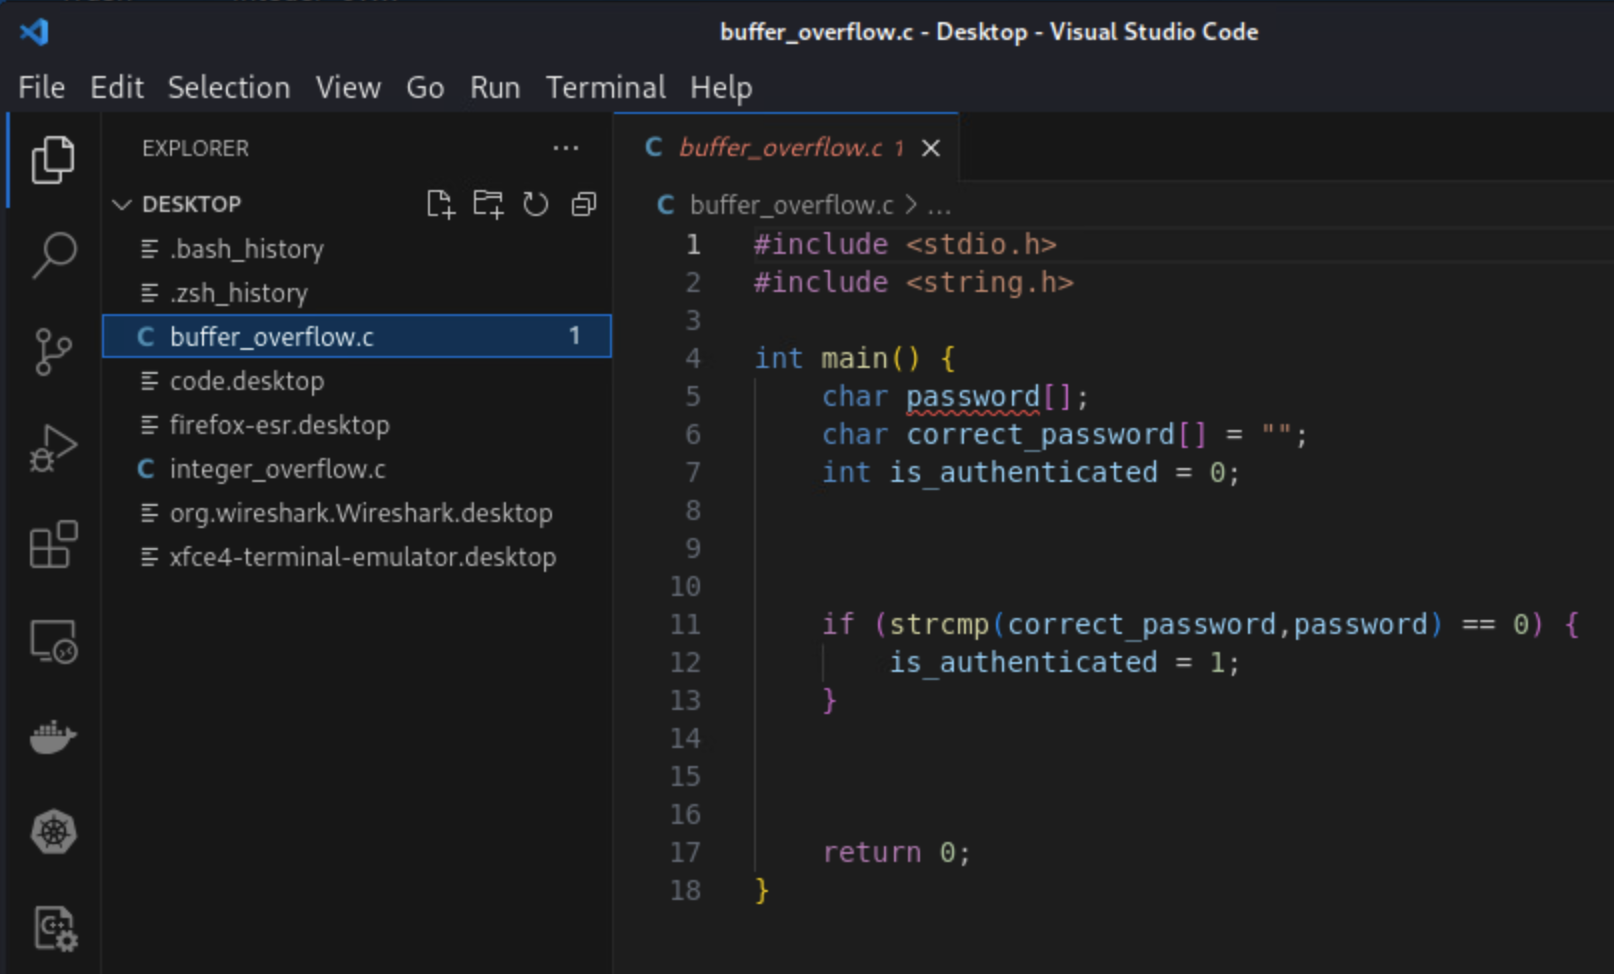 buffer_overflow.c - Desktop - Visual Studio Code
File Edit Selection View Go Run Terminal Help
EXPLORER ...
DESKTOP
.bash_history
.zsh_history
C buffer_overflow.c 1
code.desktop
firefox-esr.desktop
C integer_overflow.c
org.wireshark.Wireshark.desktop
xfce4-terminal-emulator.desktop
C buffer_overflow.c 1
C buffer_overflow.c > ...
1 #include <stdio.h>
2 #include <string.h>
3
4 int main() {
5     char password[];
6     char correct_password[] = "";
7     int is_authenticated = 0;
8
9
10
11     if (strcmp(correct_password,password) == 0) {
12         is_authenticated = 1;
13     }
14
15
16
17     return 0;
18 }